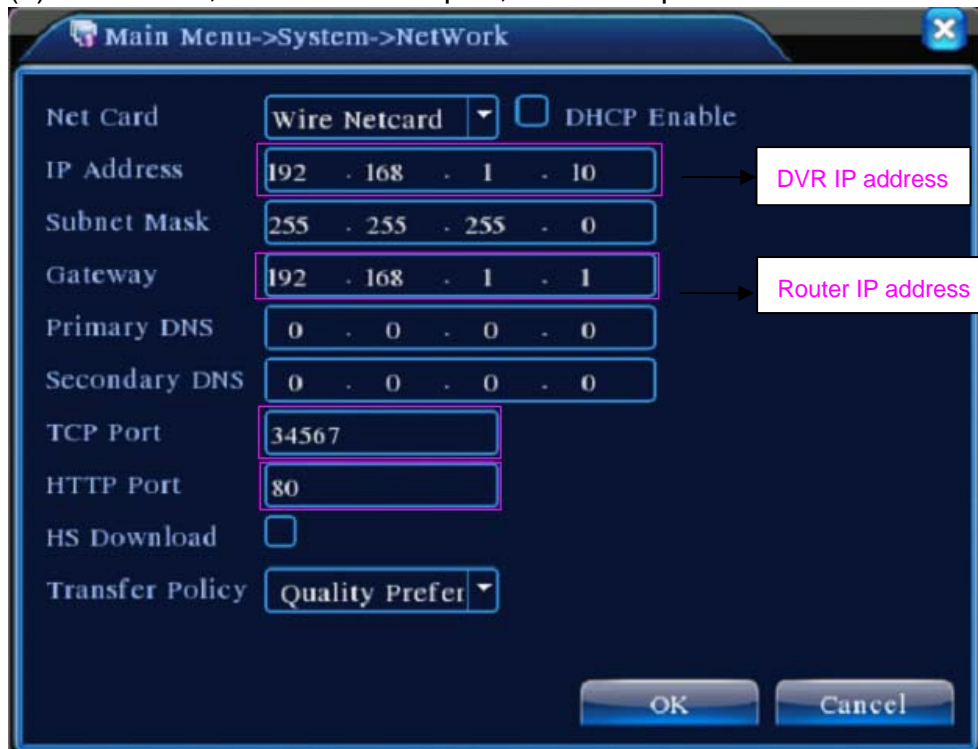 Main Menu->System->NetWork
Net Card Wire Netcard DHCP Enable
IP Address 192 . 168 . 1 . 10 DVR IP address
Subnet Mask 255 . 255 . 255 . 0
Gateway 192 . 168 . 1 . 1 Router IP address
Primary DNS 0 . 0 . 0 . 0
Secondary DNS 0 . 0 . 0 . 0
TCP Port 34567
HTTP Port 80
HS Download
Transfer Policy Quality Prefer
OK Cancel